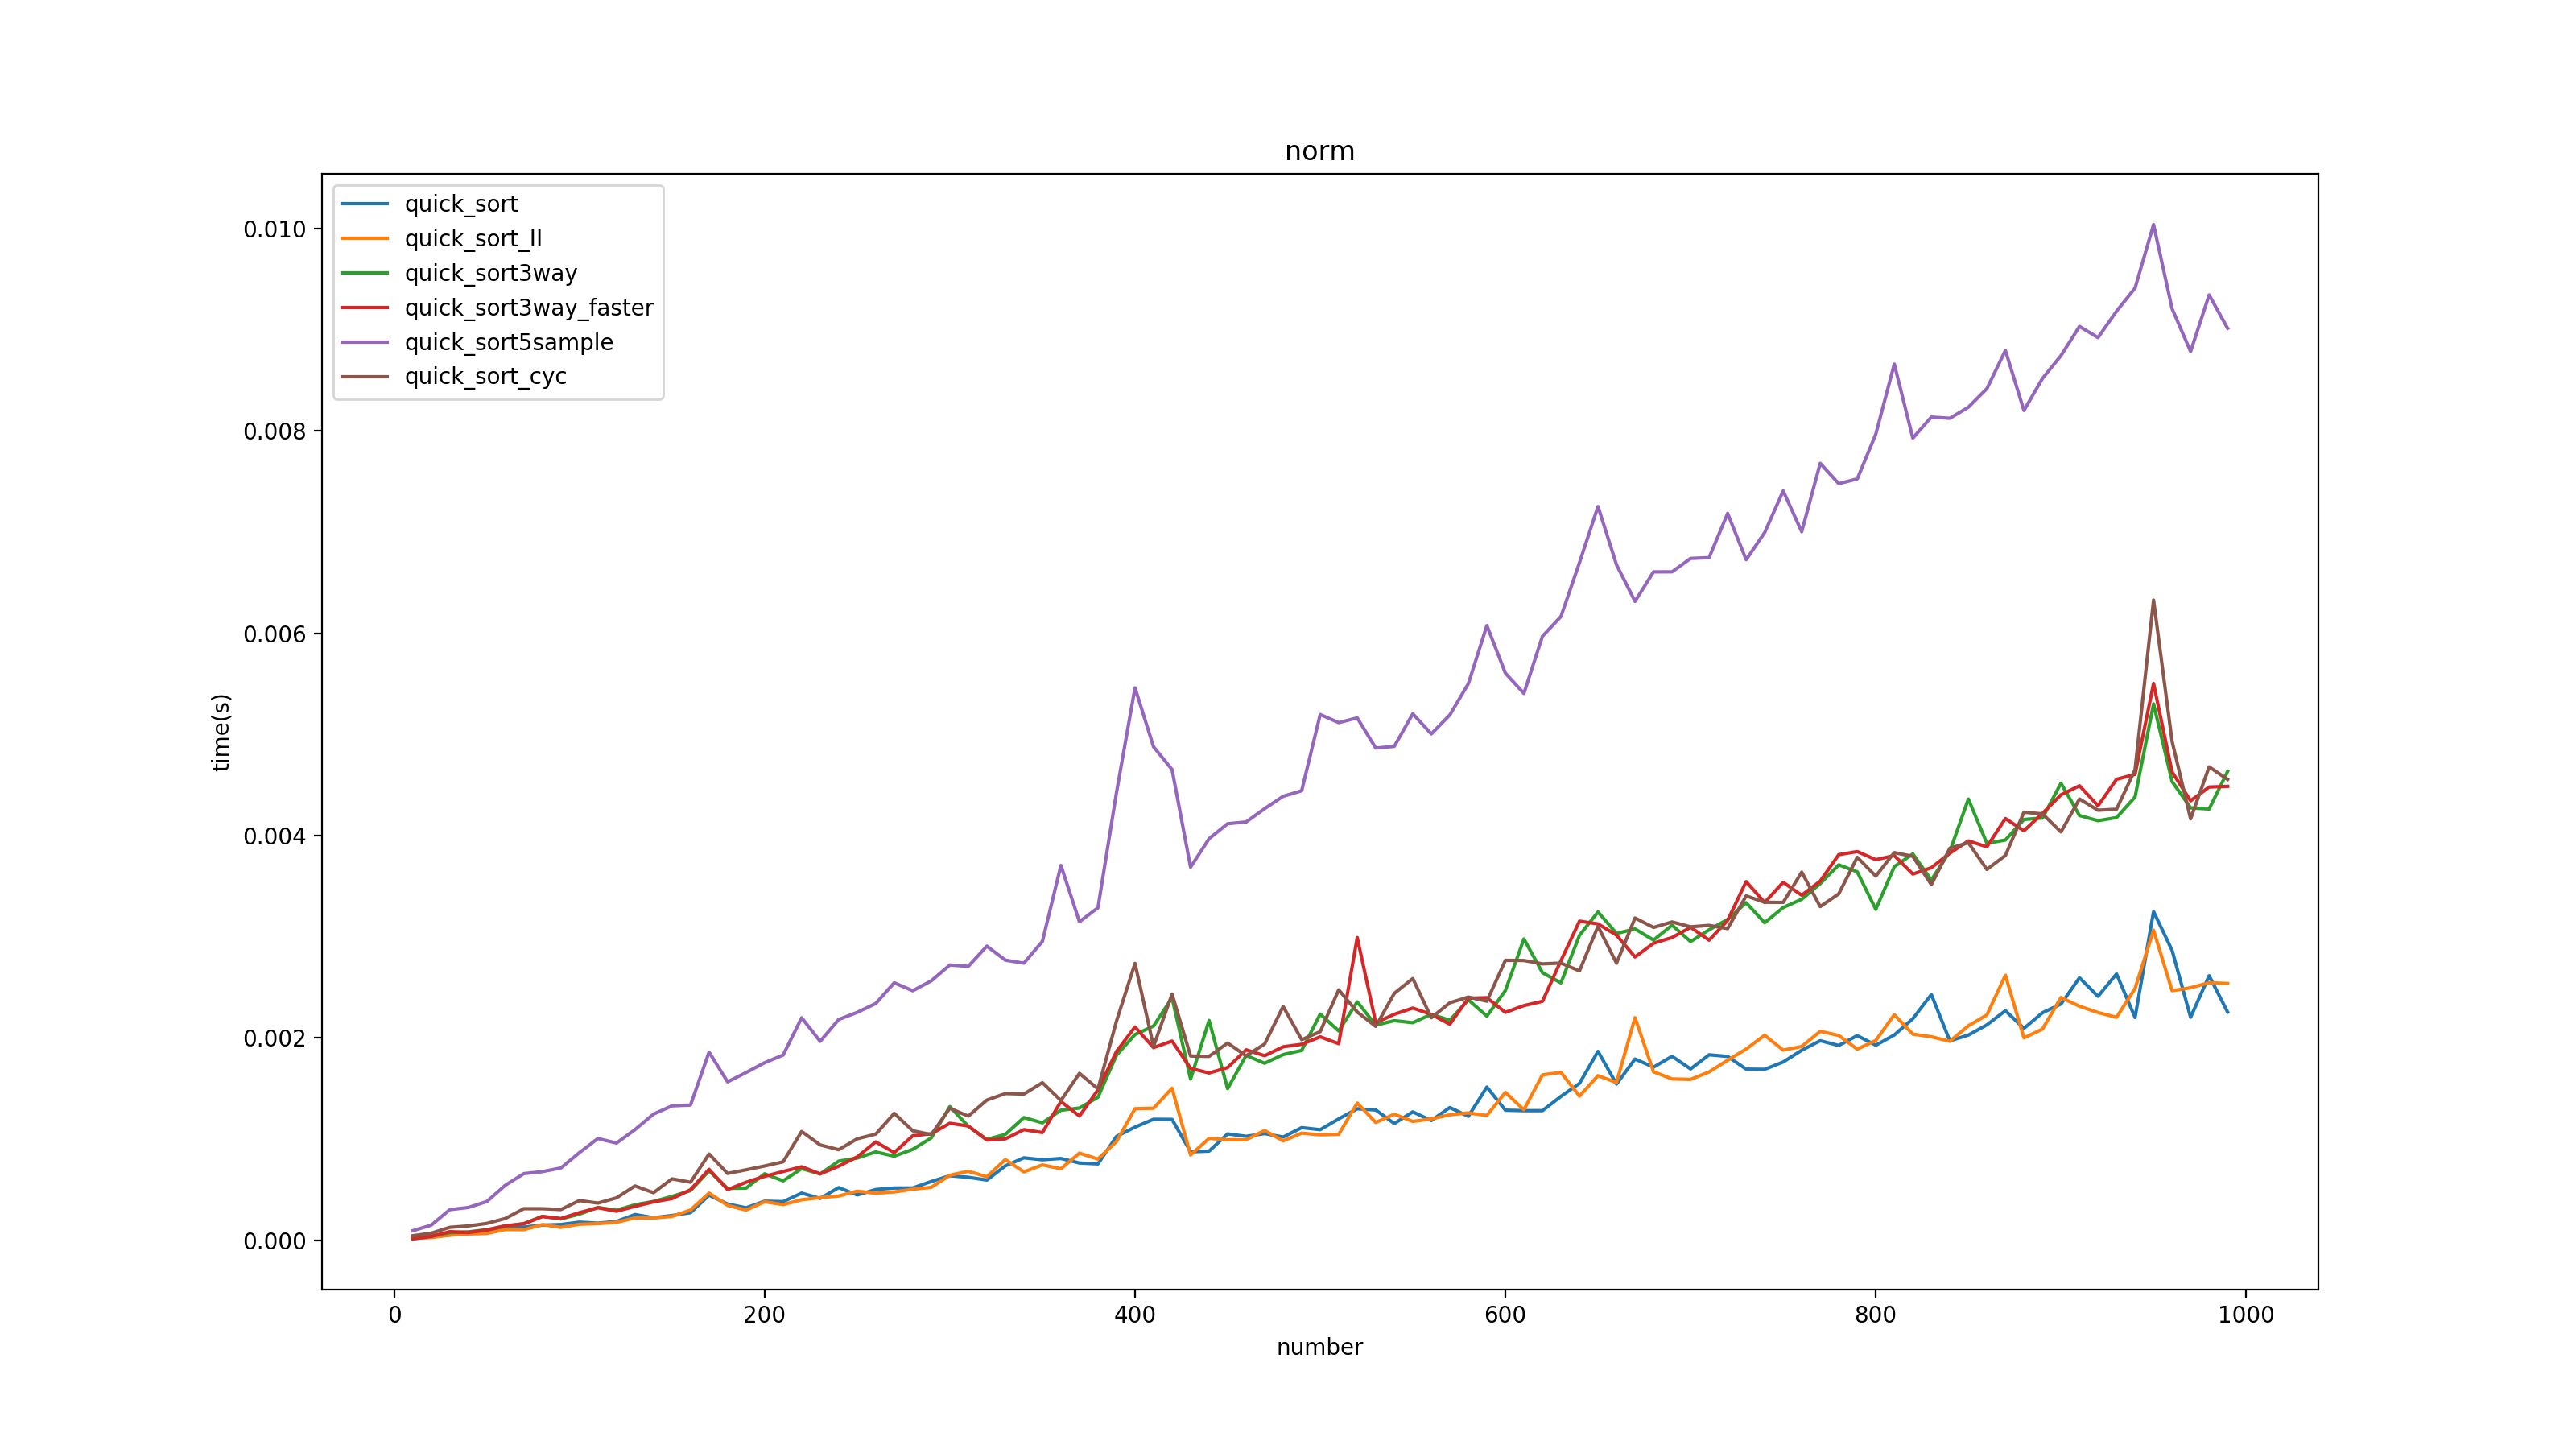 norm
quick_sort
quick_sort_II
quick_sort3way
quick_sort3way_faster
quick_sort5sample
quick_sort_cyc
0.010
0.008
0.006
0.004
0.002
0.000
time(s)
0 200 400 600 800 1000
number